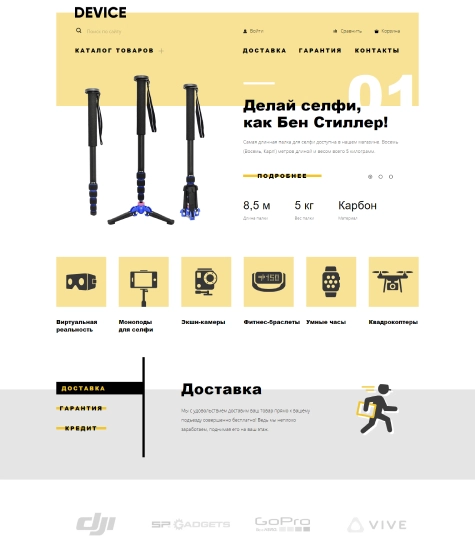 DEVICE
Поиск по сайту
Войти
Сравнить
Корзина
КАТАЛОГ ТОВАРОВ
ДОСТАВКА ГАРАНТИЯ КОНТАКТЫ
01
Делай селфи,
как Бен Стиллер!
Самая длинная палка для селфи доступна в нашем магазине. Восемь
(Восемь, Карл!) метров длиной и весом всего 5 килограмм.
ПОДРОБНЕЕ
8,5 м 5 кг Карбон
Длина палки Вес палки Материал
Виртуальная
реальность
Моноподы
для селфи
Экшн-камеры
Фитнес-браслеты
Умные часы
Квадрокоптеры
ДОСТАВКА
ГАРАНТИЯ
КРЕДИТ
Доставка
Мы с удовольствием доставим ваш товар прямо к вашему
подъезду совершенно бесплатно! Ведь мы неплохо
заработаем, поднимая его на ваш этаж.
dji SP GADGETS GoPro VIVE